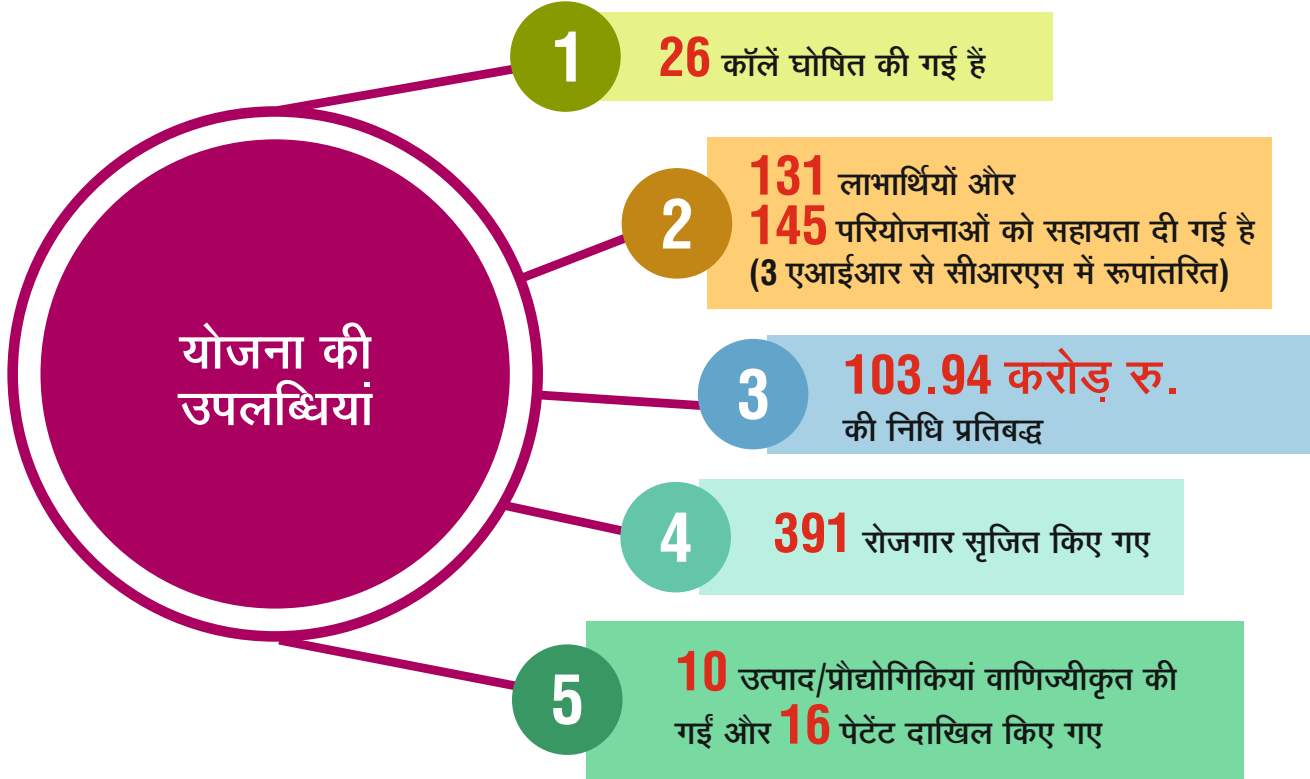 योजना की
उपलब्धियां
1
26 कॉलें घोषित की गई हैं
2
131 लाभार्थियों और
145 परियोजनाओं को सहायता दी गई है
(3 एआईआर से सीआरएस में रूपांतरित)
3
103.94 करोड़ रु.
की निधि प्रतिबद्ध
4
391 रोजगार सृजित किए गए
5
10 उत्पाद/प्रौद्योगिकियां वाणिज्यीकृत की
गईं और 16 पेटेंट दाखिल किए गए